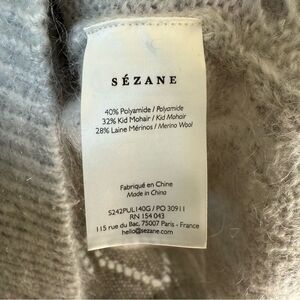 SÉZANE
40% Polyamide / Polyamide
32% Kid Mohair / Kid Mohair
28% Laine Mérinos / Merino Wool
Fabriqué en Chine
Made in China
S242PUL140G / PO 30911
RN 154 043
115 rue du Bac, 75007 Paris - France
hello@sezane.com